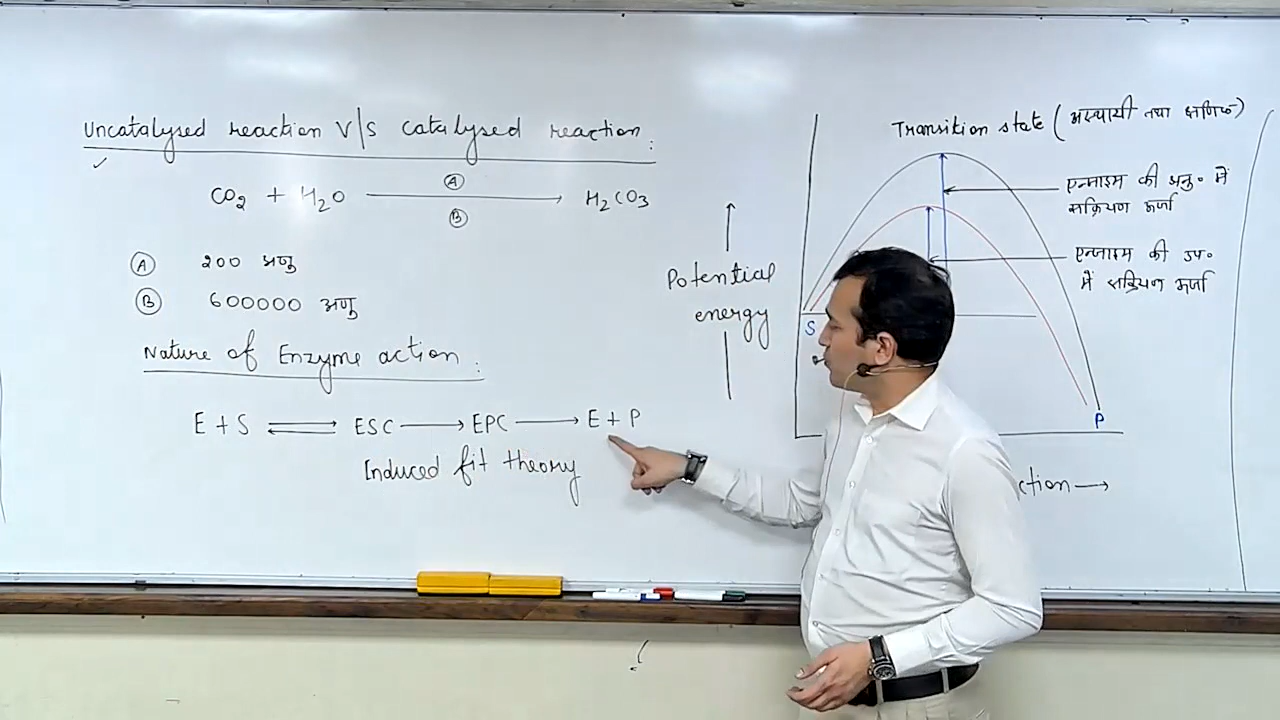 Uncatalysed reaction V/S catalysed reaction:
CO2 + H2O ⟶ H2CO3
A
B
A 200 अणु
B 600000 अणु
Nature of Enzyme action:
E + S ⇌ ESC ⟶ EPC ⟶ E + P
Induced fit theory
Potential energy
Transition state (अस्थायी तथा क्षणिक)
एन्जाइम की अनु० में
सक्रियण ऊर्जा
एन्जाइम की उप०
में सक्रियण ऊर्जा
S
P